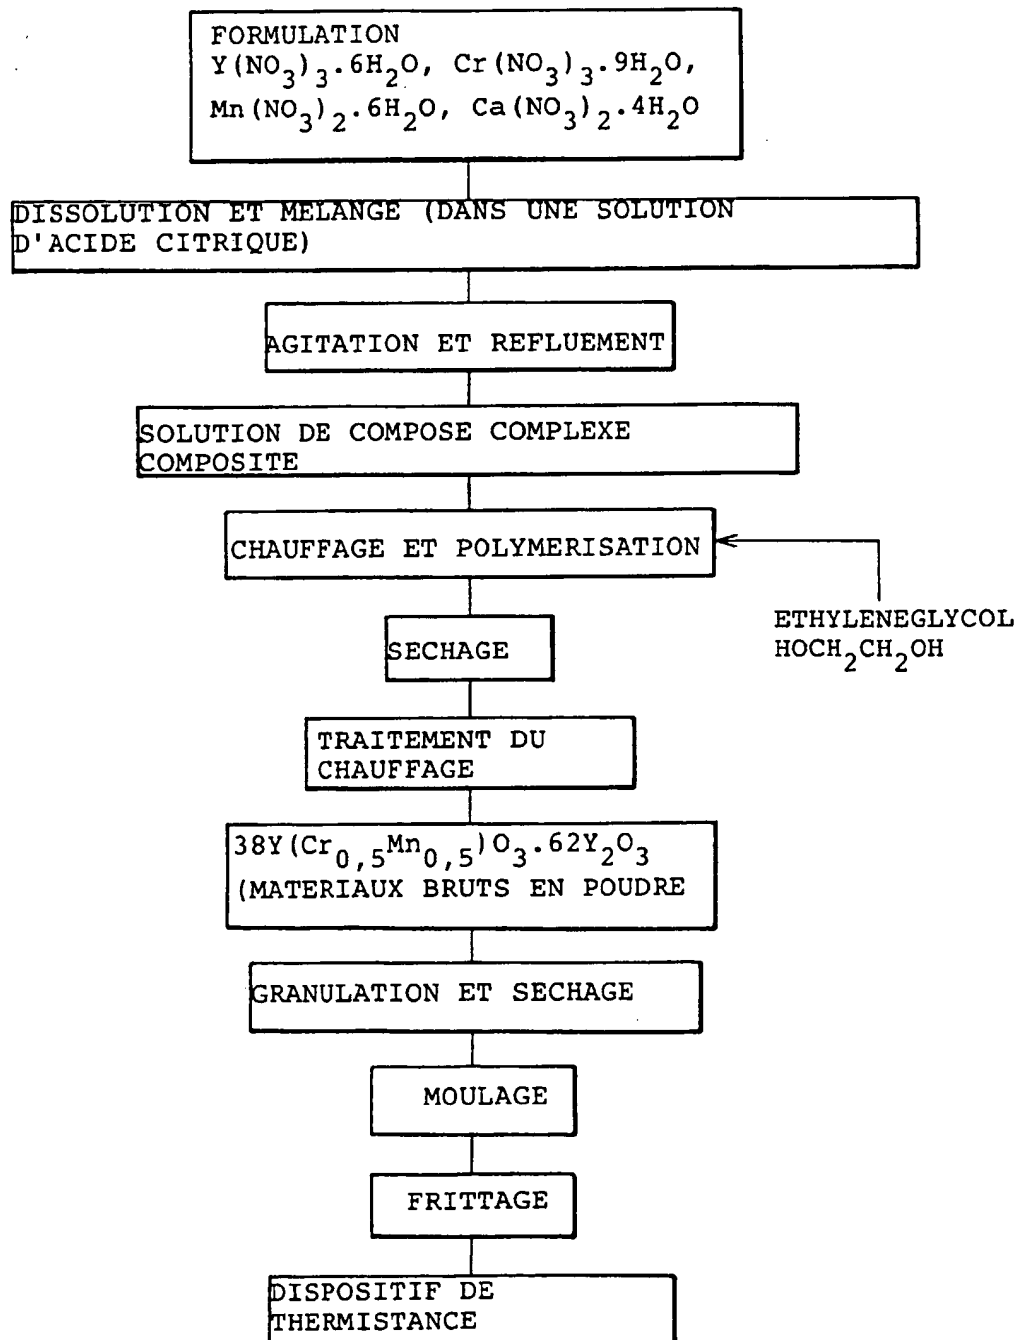 FORMULATION
Y(NO3)3.6H2O, Cr(NO3)3.9H2O,
Mn(NO3)2.6H2O, Ca(NO3)2.4H2O
DISSOLUTION ET MELANGE (DANS UNE SOLUTION
D'ACIDE CITRIQUE)
AGITATION ET REFLUEMENT
SOLUTION DE COMPOSE COMPLEXE
COMPOSITE
CHAUFFAGE ET POLYMERISATION
ETHYLENEGLYCOL
HOCH2CH2OH
SECHAGE
TRAITEMENT DU
CHAUFFAGE
38Y(Cr0,5Mn0,5)O3.62Y2O3
(MATERIAUX BRUTS EN POUDRE
GRANULATION ET SECHAGE
MOULAGE
FRITTAGE
DISPOSITIF DE
THERMISTANCE